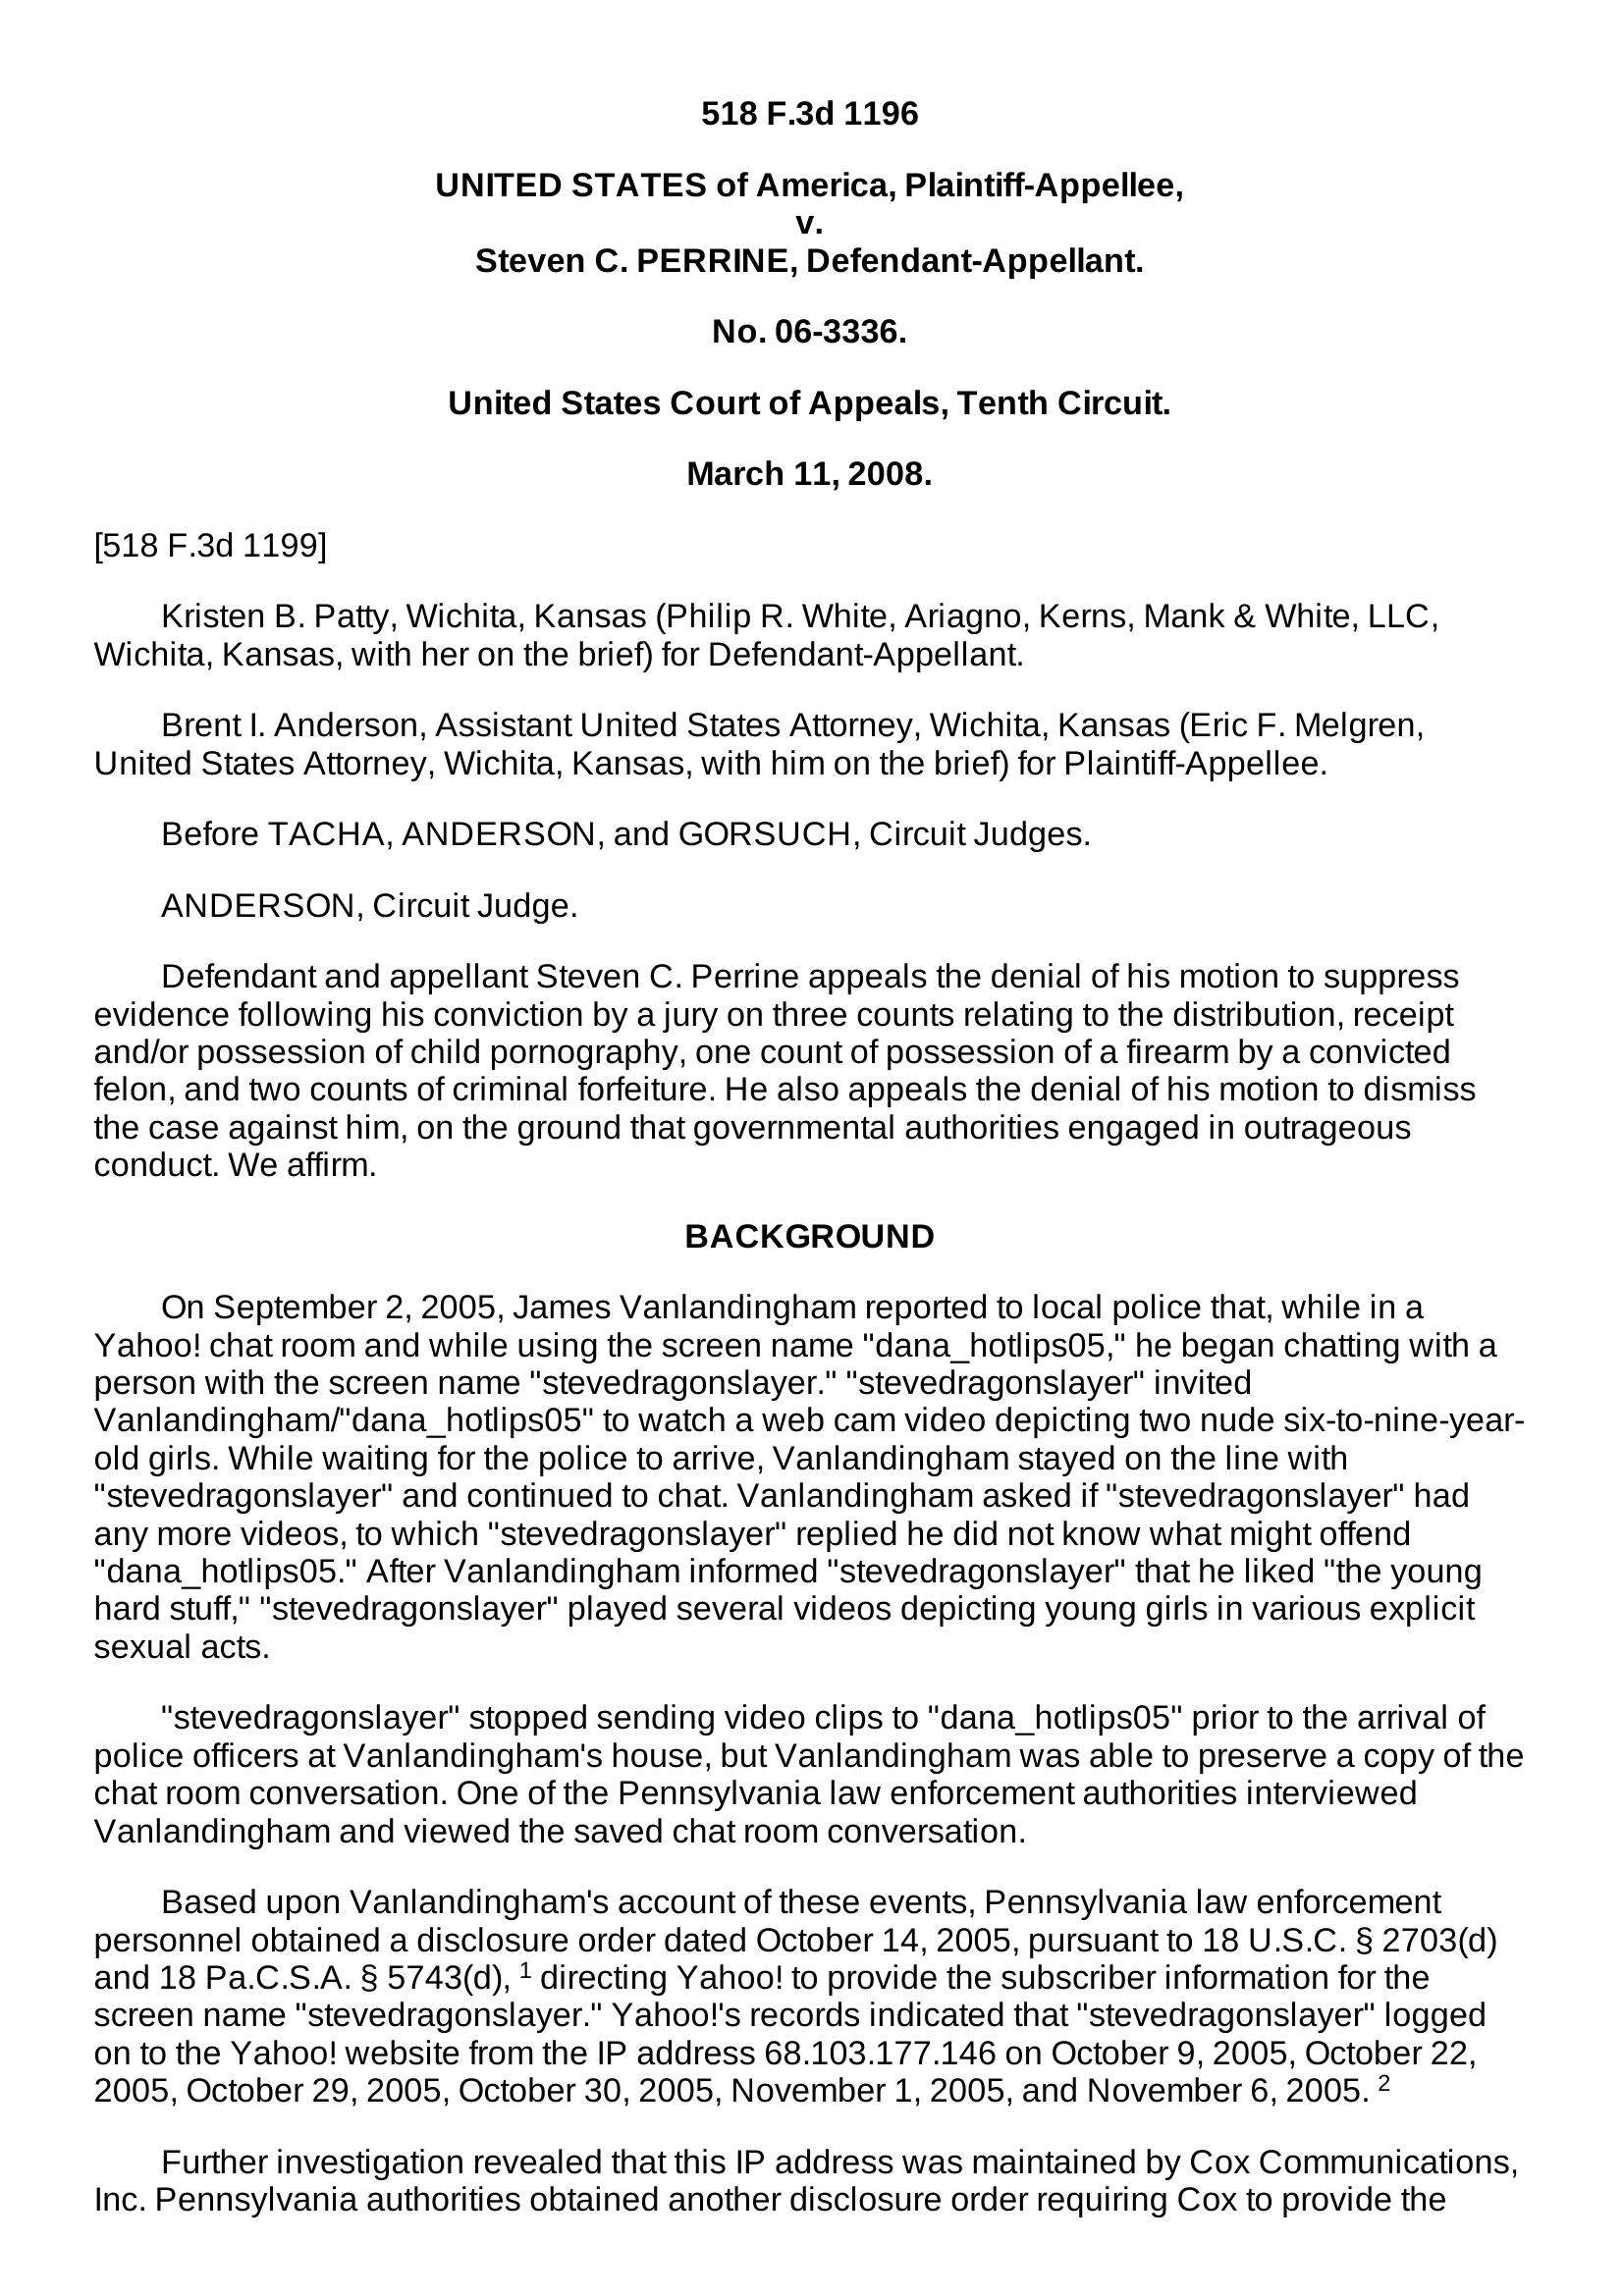 518 F.3d 1196
UNITED STATES of America, Plaintiff-Appellee,
v.
Steven C. PERRINE, Defendant-Appellant.
No. 06-3336.
United States Court of Appeals, Tenth Circuit.
March 11, 2008.
[518 F.3d 1199]
Kristen B. Patty, Wichita, Kansas (Philip R. White, Ariagno, Kerns, Mank & White, LLC,
Wichita, Kansas, with her on the brief) for Defendant-Appellant.
Brent I. Anderson, Assistant United States Attorney, Wichita, Kansas (Eric F. Melgren,
United States Attorney, Wichita, Kansas, with him on the brief) for Plaintiff-Appellee.
Before TACHA, ANDERSON, and GORSUCH, Circuit Judges.
ANDERSON, Circuit Judge.
Defendant and appellant Steven C. Perrine appeals the denial of his motion to suppress
evidence following his conviction by a jury on three counts relating to the distribution, receipt
and/or possession of child pornography, one count of possession of a firearm by a convicted
felon, and two counts of criminal forfeiture. He also appeals the denial of his motion to dismiss
the case against him, on the ground that governmental authorities engaged in outrageous
conduct. We affirm.
BACKGROUND
On September 2, 2005, James Vanlandingham reported to local police that, while in a
Yahoo! chat room and while using the screen name "dana_hotlips05," he began chatting with a
person with the screen name "stevedragonslayer." "stevedragonslayer" invited
Vanlandingham/"dana_hotlips05" to watch a web cam video depicting two nude six-to-nine-year-
old girls. While waiting for the police to arrive, Vanlandingham stayed on the line with
"stevedragonslayer" and continued to chat. Vanlandingham asked if "stevedragonslayer" had
any more videos, to which "stevedragonslayer" replied he did not know what might offend
"dana_hotlips05." After Vanlandingham informed "stevedragonslayer" that he liked "the young
hard stuff," "stevedragonslayer" played several videos depicting young girls in various explicit
sexual acts.
"stevedragonslayer" stopped sending video clips to "dana_hotlips05" prior to the arrival of
police officers at Vanlandingham's house, but Vanlandingham was able to preserve a copy of the
chat room conversation. One of the Pennsylvania law enforcement authorities interviewed
Vanlandingham and viewed the saved chat room conversation.
Based upon Vanlandingham's account of these events, Pennsylvania law enforcement
personnel obtained a disclosure order dated October 14, 2005, pursuant to 18 U.S.C. § 2703(d)
and 18 Pa.C.S.A. § 5743(d), 1 directing Yahoo! to provide the subscriber information for the
screen name "stevedragonslayer." Yahoo!'s records indicated that "stevedragonslayer" logged
on to the Yahoo! website from the IP address 68.103.177.146 on October 9, 2005, October 22,
2005, October 29, 2005, October 30, 2005, November 1, 2005, and November 6, 2005. 2
Further investigation revealed that this IP address was maintained by Cox Communications,
Inc. Pennsylvania authorities obtained another disclosure order requiring Cox to provide the